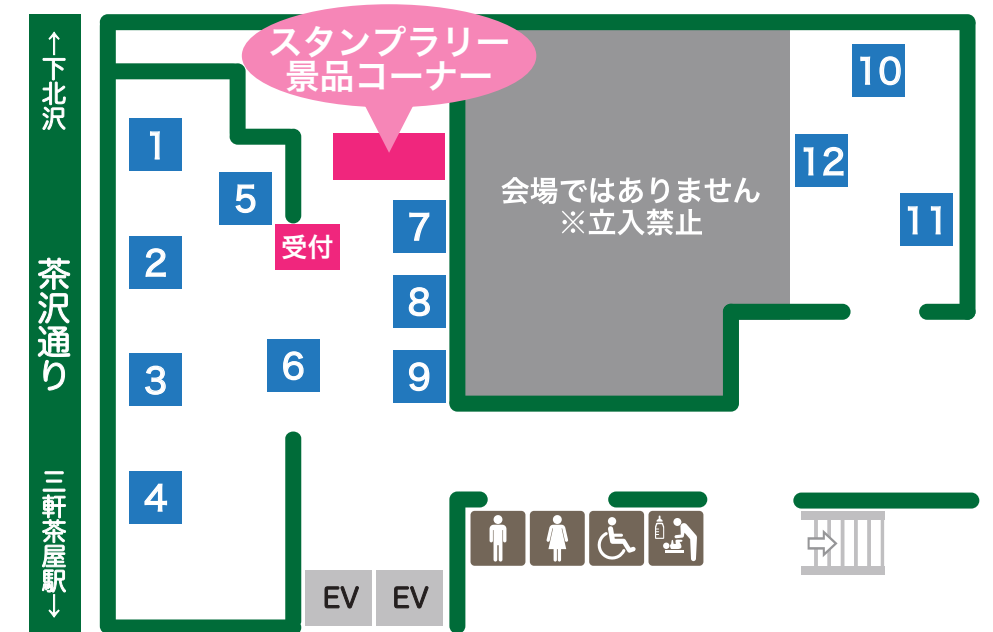 ←下北沢
茶沢通り
三軒茶屋駅→
スタンプラリー
景品コーナー
1
2
3
4
5
受付
6
7
8
9
会場ではありません
※立入禁止
10
12
11
EV
EV